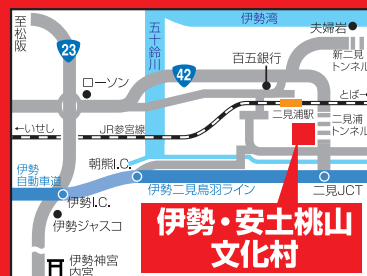 至松阪
23
五十鈴川
伊勢湾
夫婦岩
42
百五銀行
新二見
トンネル
ローソン
とば→
二見浦駅
←いせし
JR参宮線
二見浦
トンネル
朝熊I.C.
伊勢
自動車道
伊勢二見鳥羽ライン
二見JCT
伊勢I.C.
伊勢ジャスコ
伊勢・安土桃山
文化村
伊勢神宮
内宮